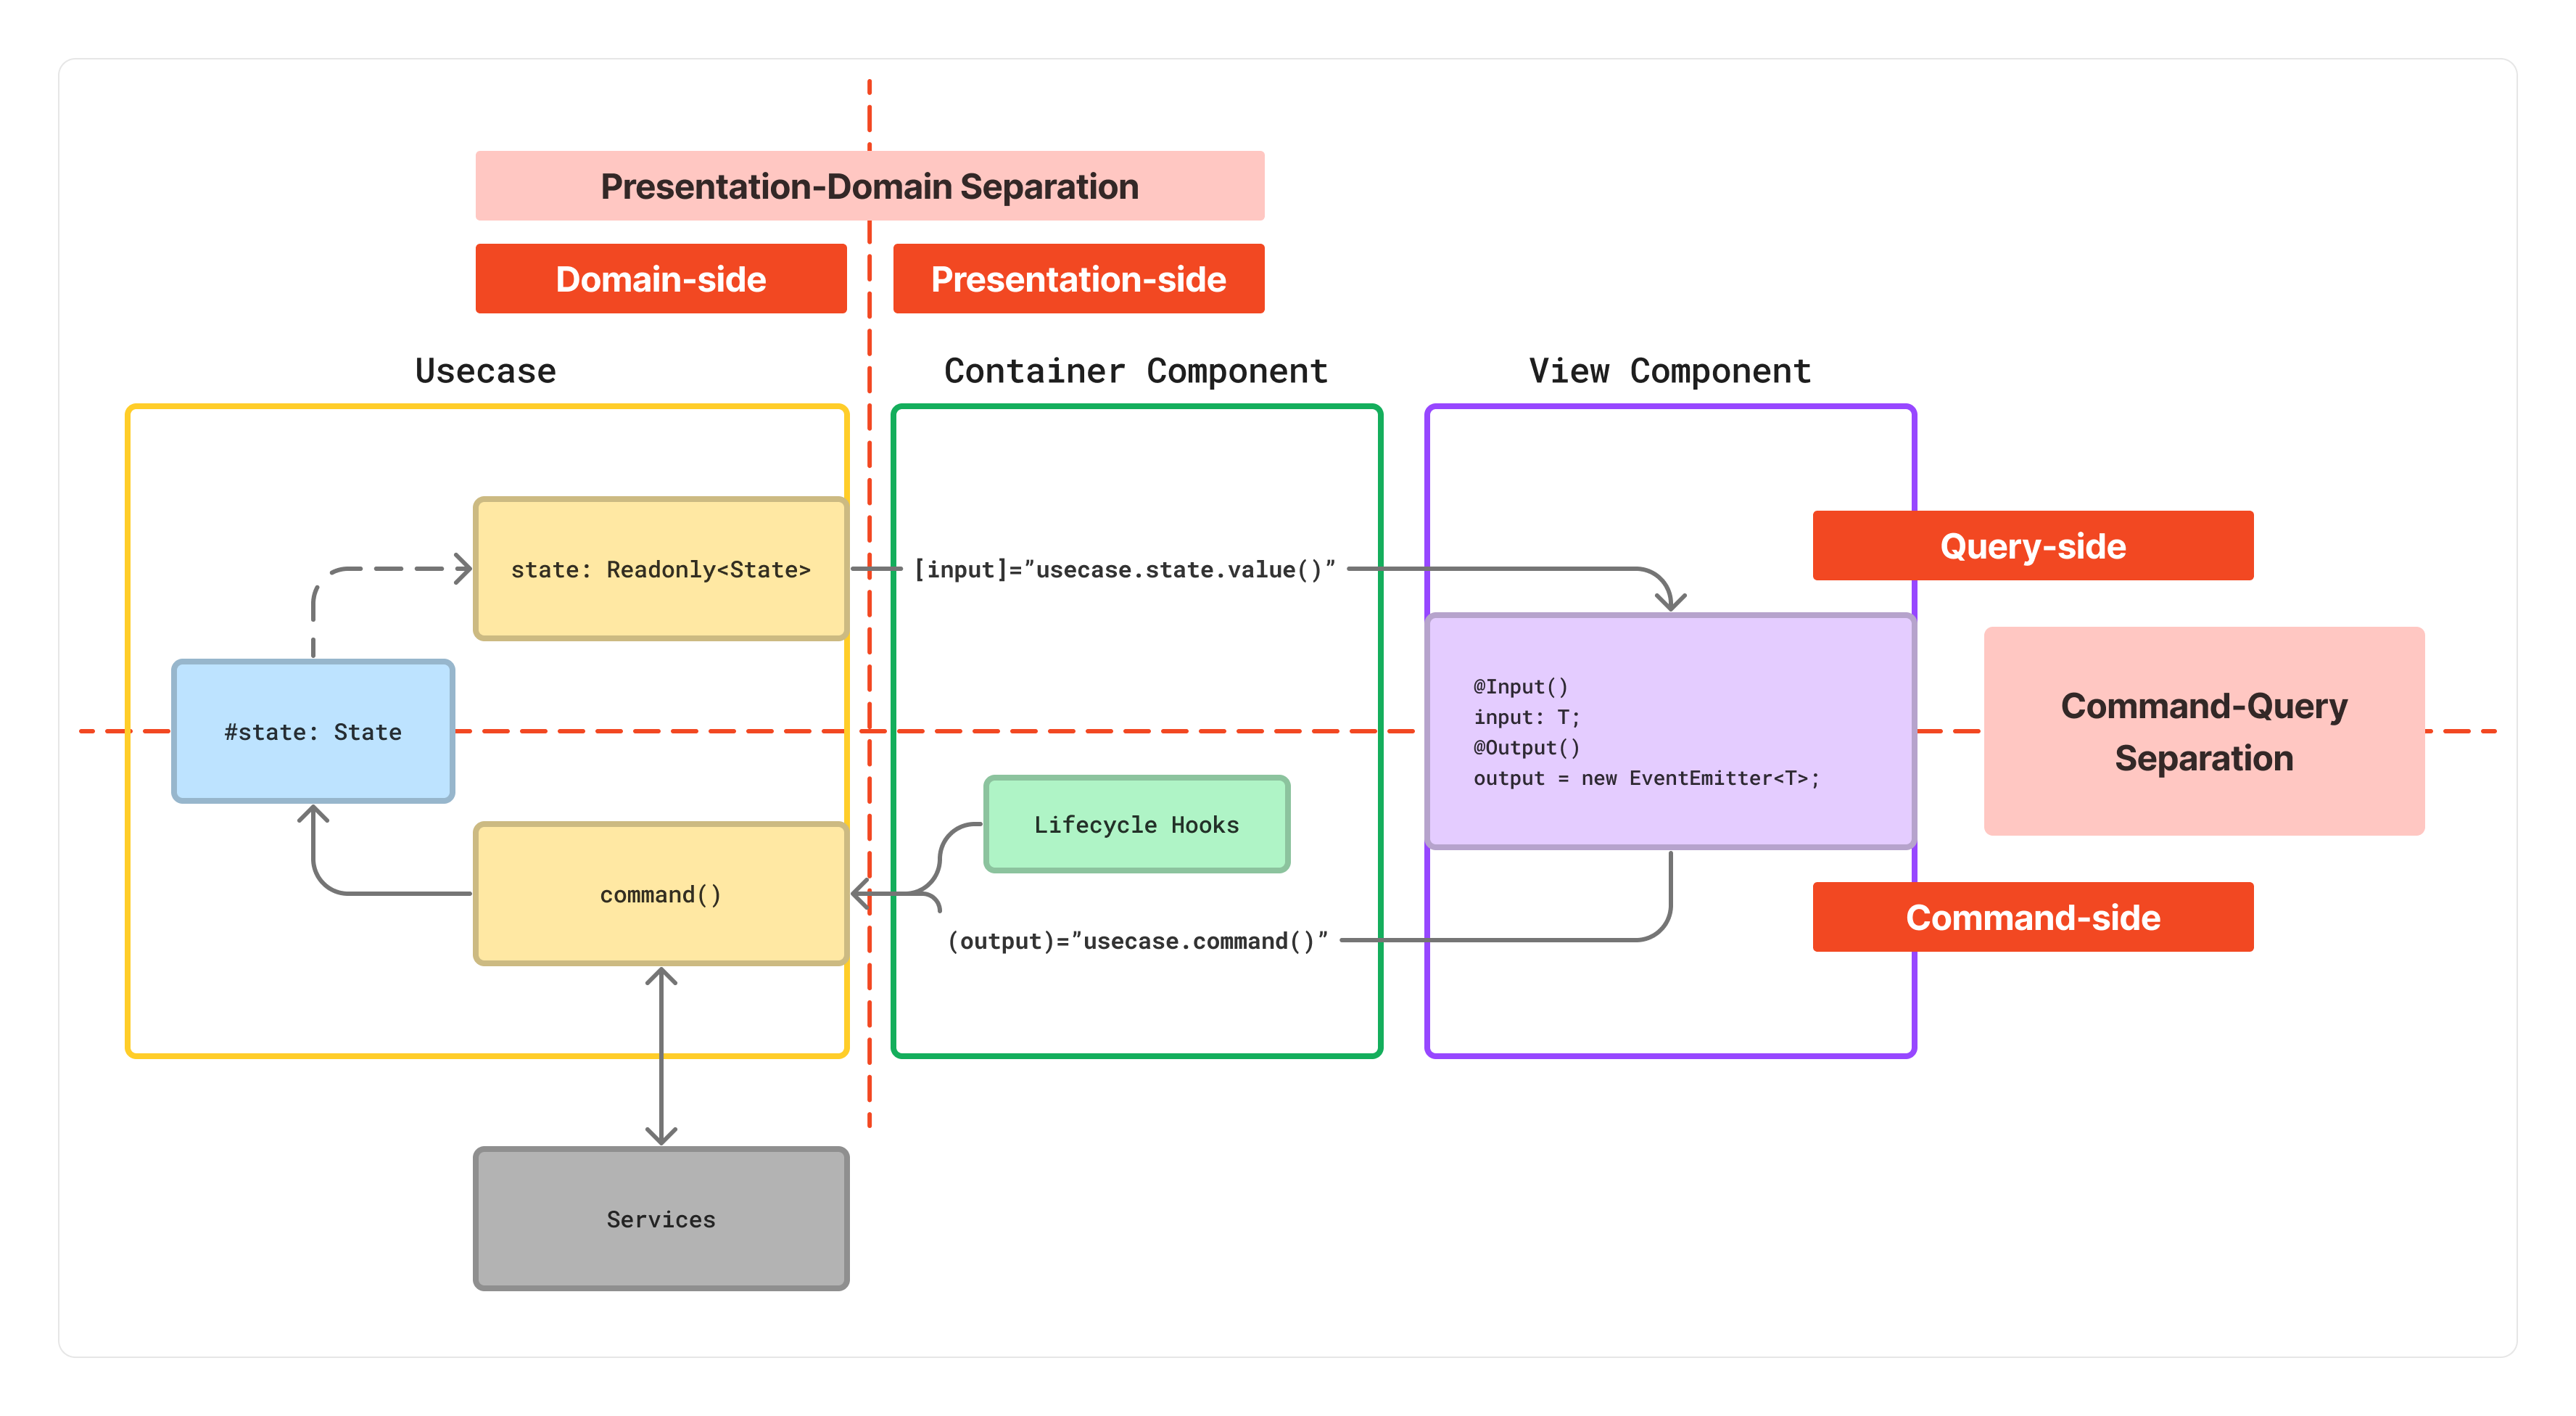 Presentation-Domain Separation
Domain-side
Presentation-side
Usecase
Container Component
View Component
state: Readonly<State>
[input]=”usecase.state.value()”
Query-side
#state: State
@Input()
input: T;
@Output()
output = new EventEmitter<T>;
Command-Query
Separation
Lifecycle Hooks
command()
(output)=”usecase.command()”
Command-side
Services